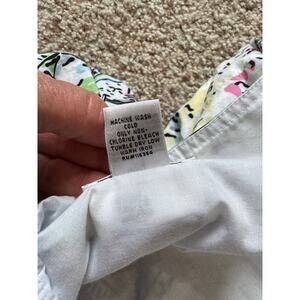 MACHINE WASH
COLD
ONLY NON-
CHLORINE BLEACH
TUMBLE DRY LOW
WARM IRON